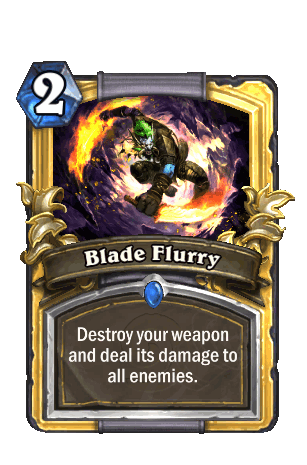 2
Blade Flurry
Destroy your weapon
and deal its damage to
all enemies.